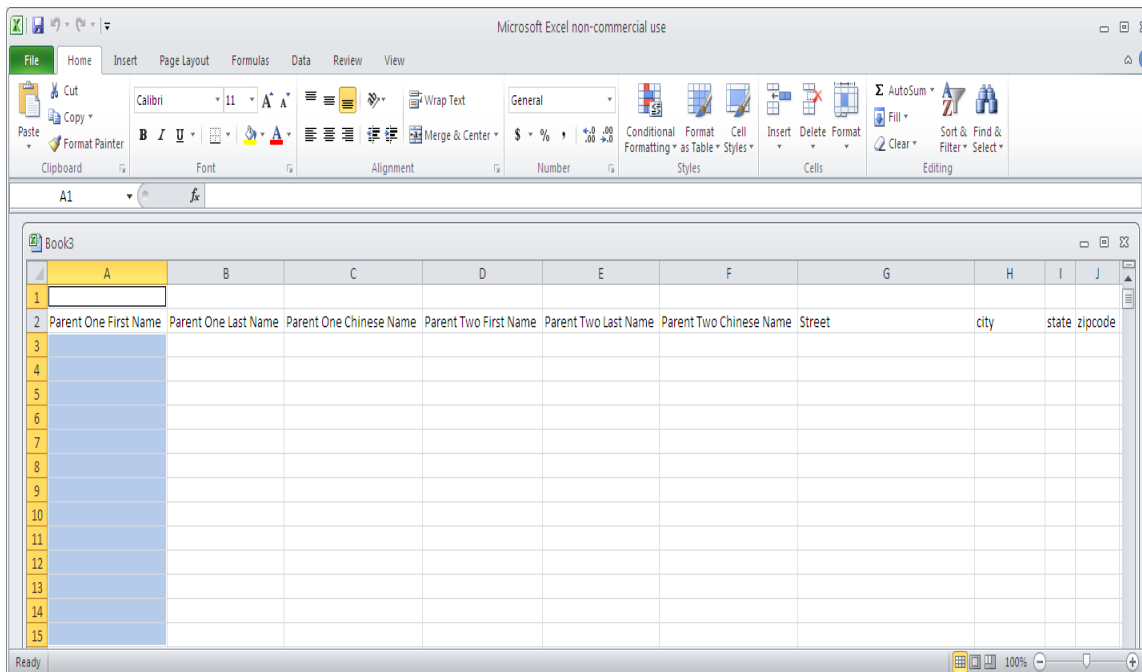 Microsoft Excel non-commercial use
File Home Insert Page Layout Formulas Data Review View
Cut
Copy
Format Painter
Paste
Clipboard
Calibri 11 A A
B I U A
Font
Wrap Text
Merge & Center
Alignment
General
$ % , .0 .00 .00 .0
Number
Conditional Formatting
Format as Table
Cell Styles
Styles
Insert Delete Format
Cells
Σ AutoSum
Fill
Clear
Sort & Filter
Find & Select
Editing
A1 fx
Book3
A B C D E F G H I J
1
2 Parent One First Name Parent One Last Name Parent One Chinese Name Parent Two First Name Parent Two Last Name Parent Two Chinese Name Street city state zipcode
3
4
5
6
7
8
9
10
11
12
13
14
15
Ready 100%